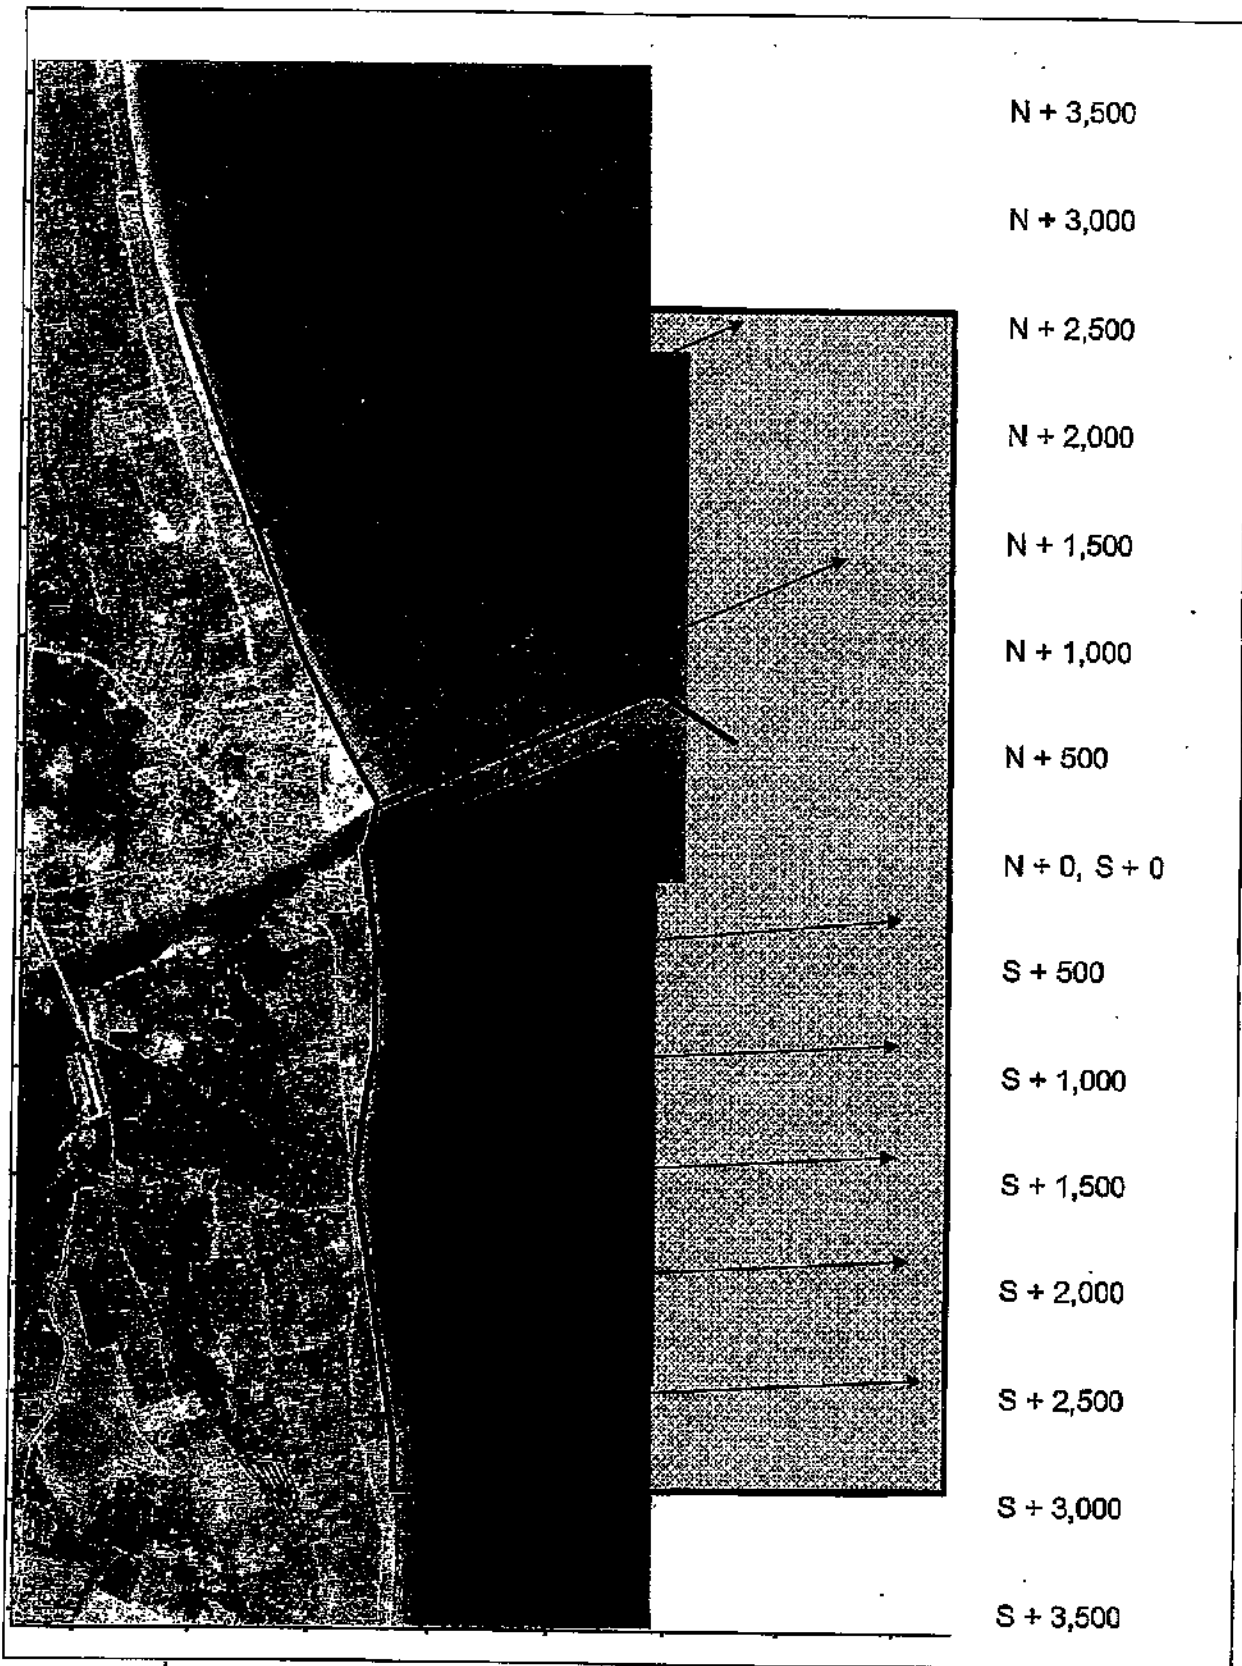 N + 3,500
N + 3,000
N + 2,500
N + 2,000
N + 1,500
N + 1,000
N + 500
N + 0, S + 0
S + 500
S + 1,000
S + 1,500
S + 2,000
S + 2,500
S + 3,000
S + 3,500